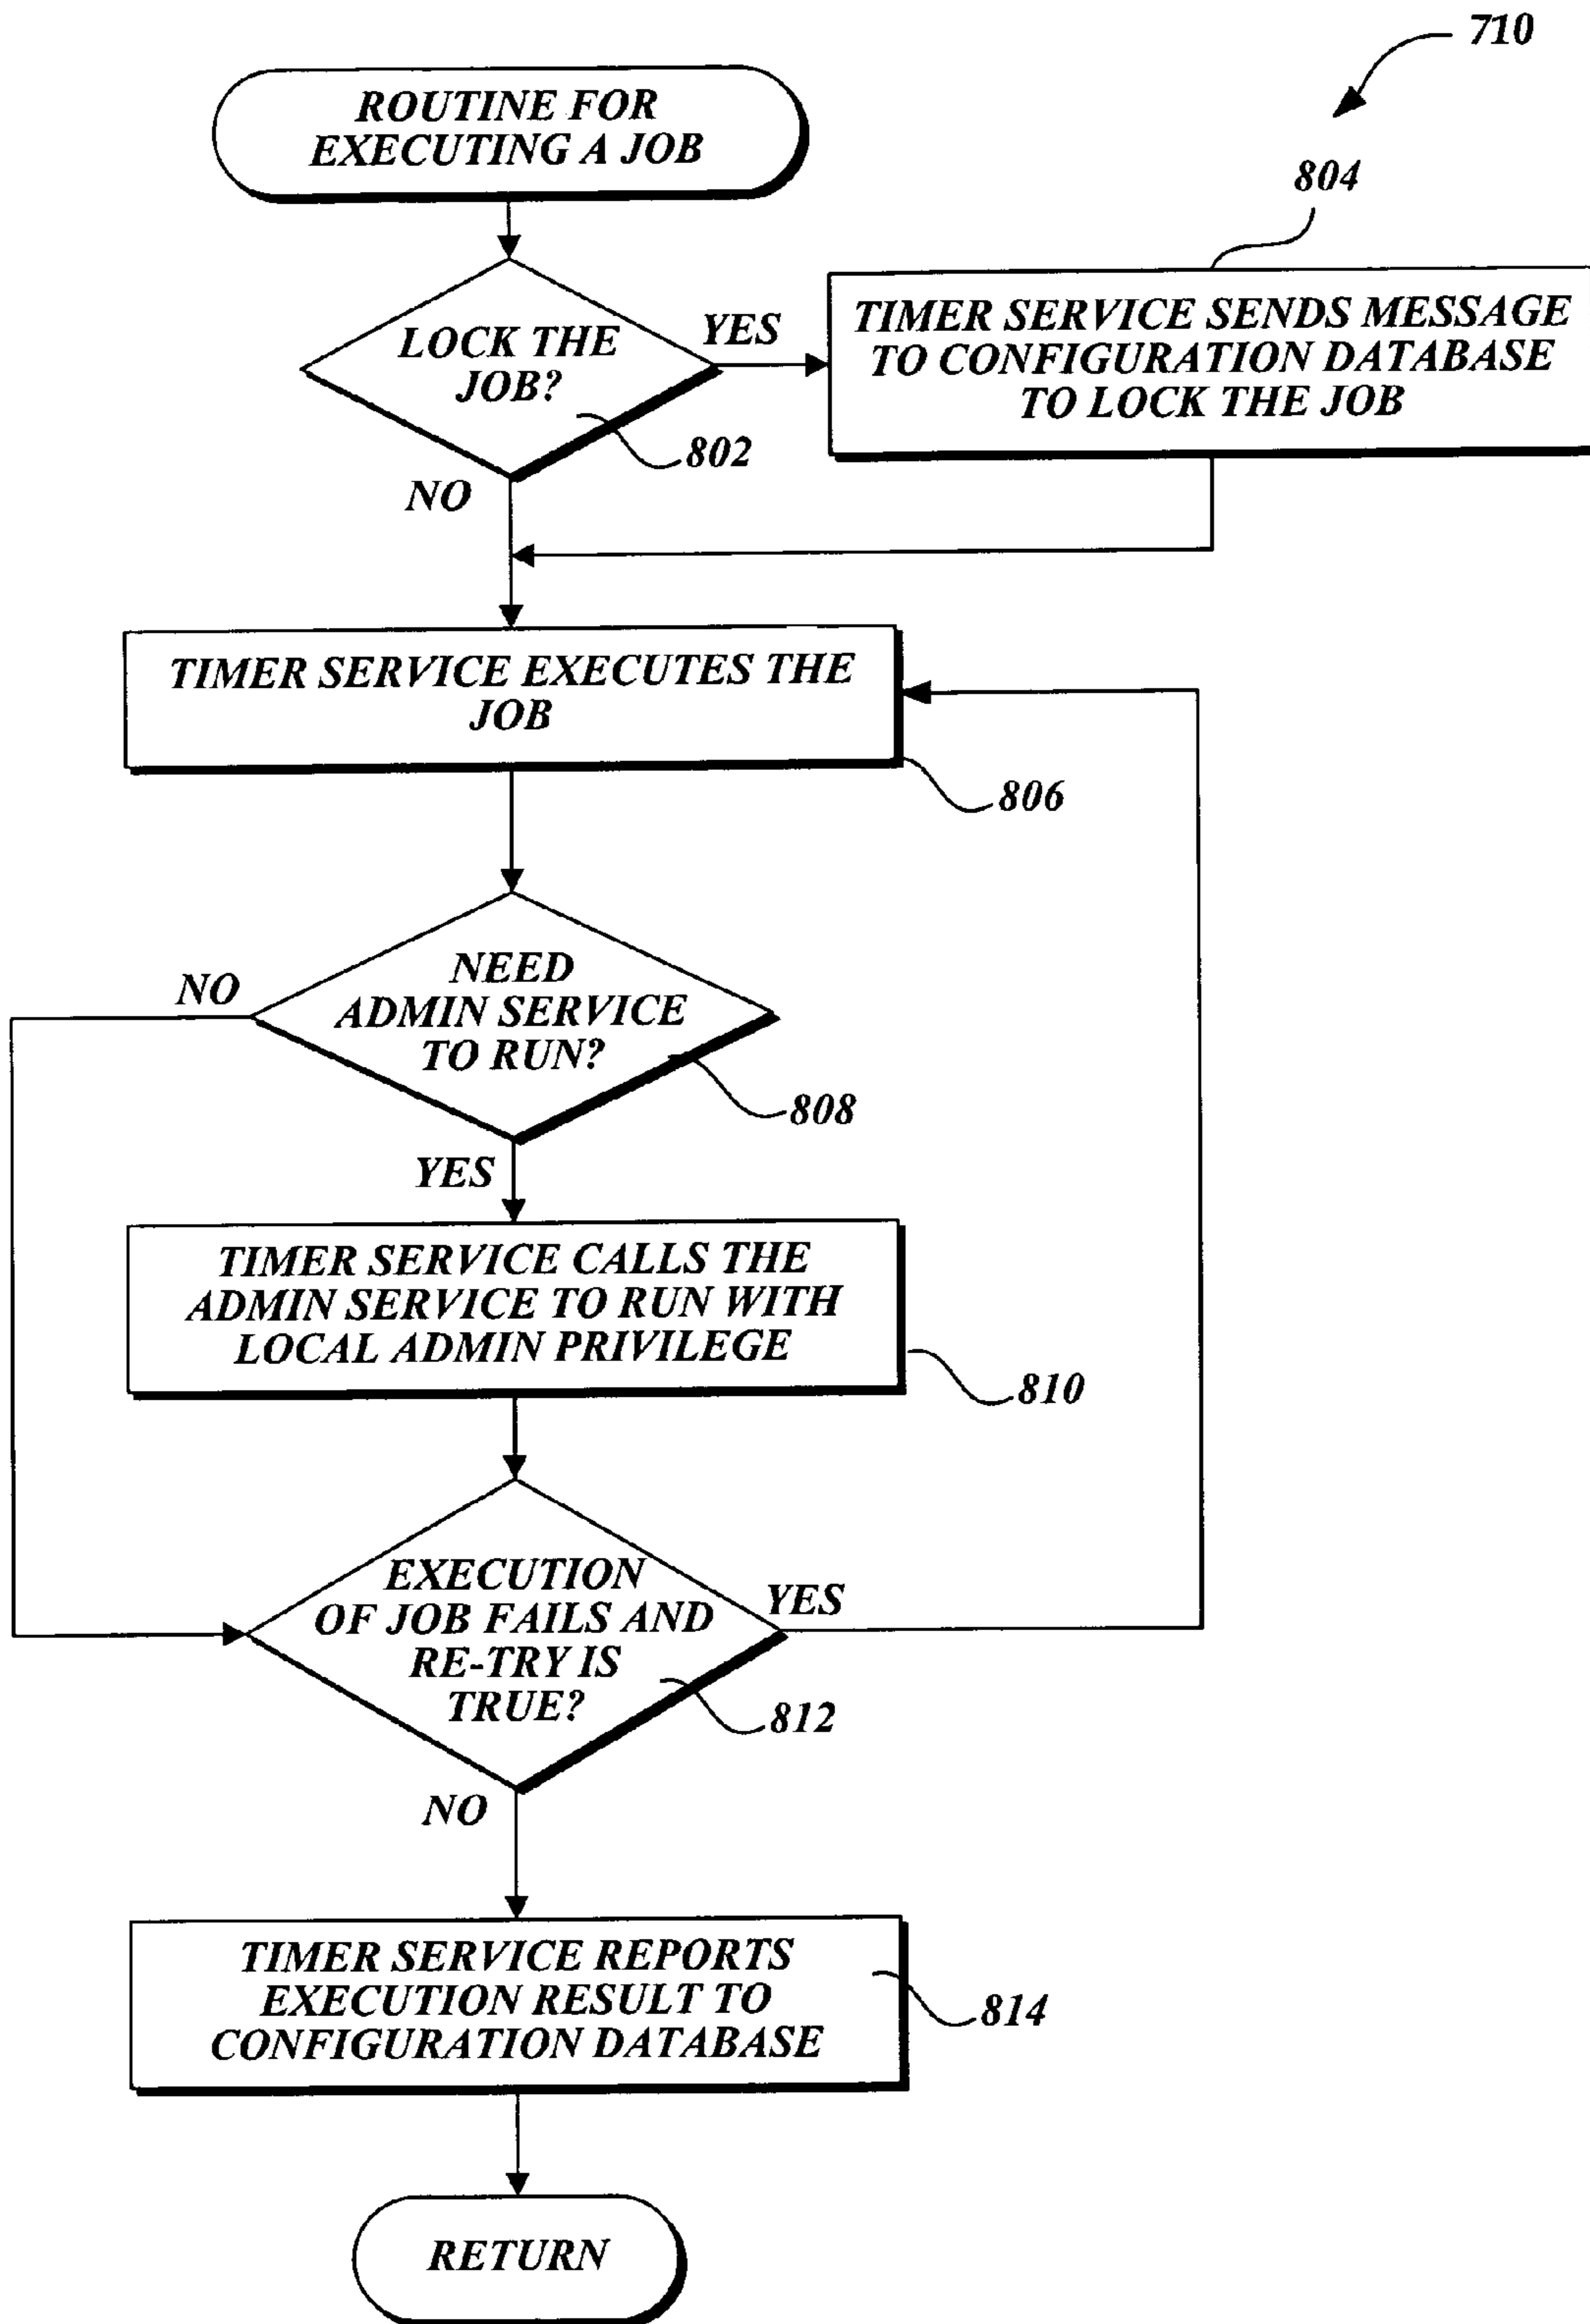 710
ROUTINE FOR
EXECUTING A JOB
804
LOCK THE
JOB?
YES
802
NO
TIMER SERVICE SENDS MESSAGE
TO CONFIGURATION DATABASE
TO LOCK THE JOB
TIMER SERVICE EXECUTES THE
JOB
806
NO
NEED
ADMIN SERVICE
TO RUN?
808
YES
TIMER SERVICE CALLS THE
ADMIN SERVICE TO RUN WITH
LOCAL ADMIN PRIVILEGE
810
EXECUTION
OF JOB FAILS AND
RE-TRY IS
TRUE?
YES
812
NO
TIMER SERVICE REPORTS
EXECUTION RESULT TO
CONFIGURATION DATABASE
814
RETURN